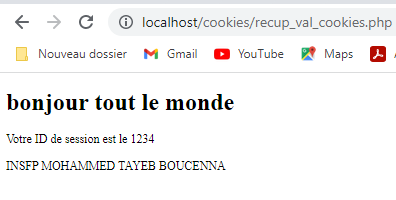 localhost/cookies/recup_val_cookies.php
Nouveau dossier Gmail YouTube Maps A
bonjour tout le monde
Votre ID de session est le 1234
INSFP MOHAMMED TAYEB BOUCENNA